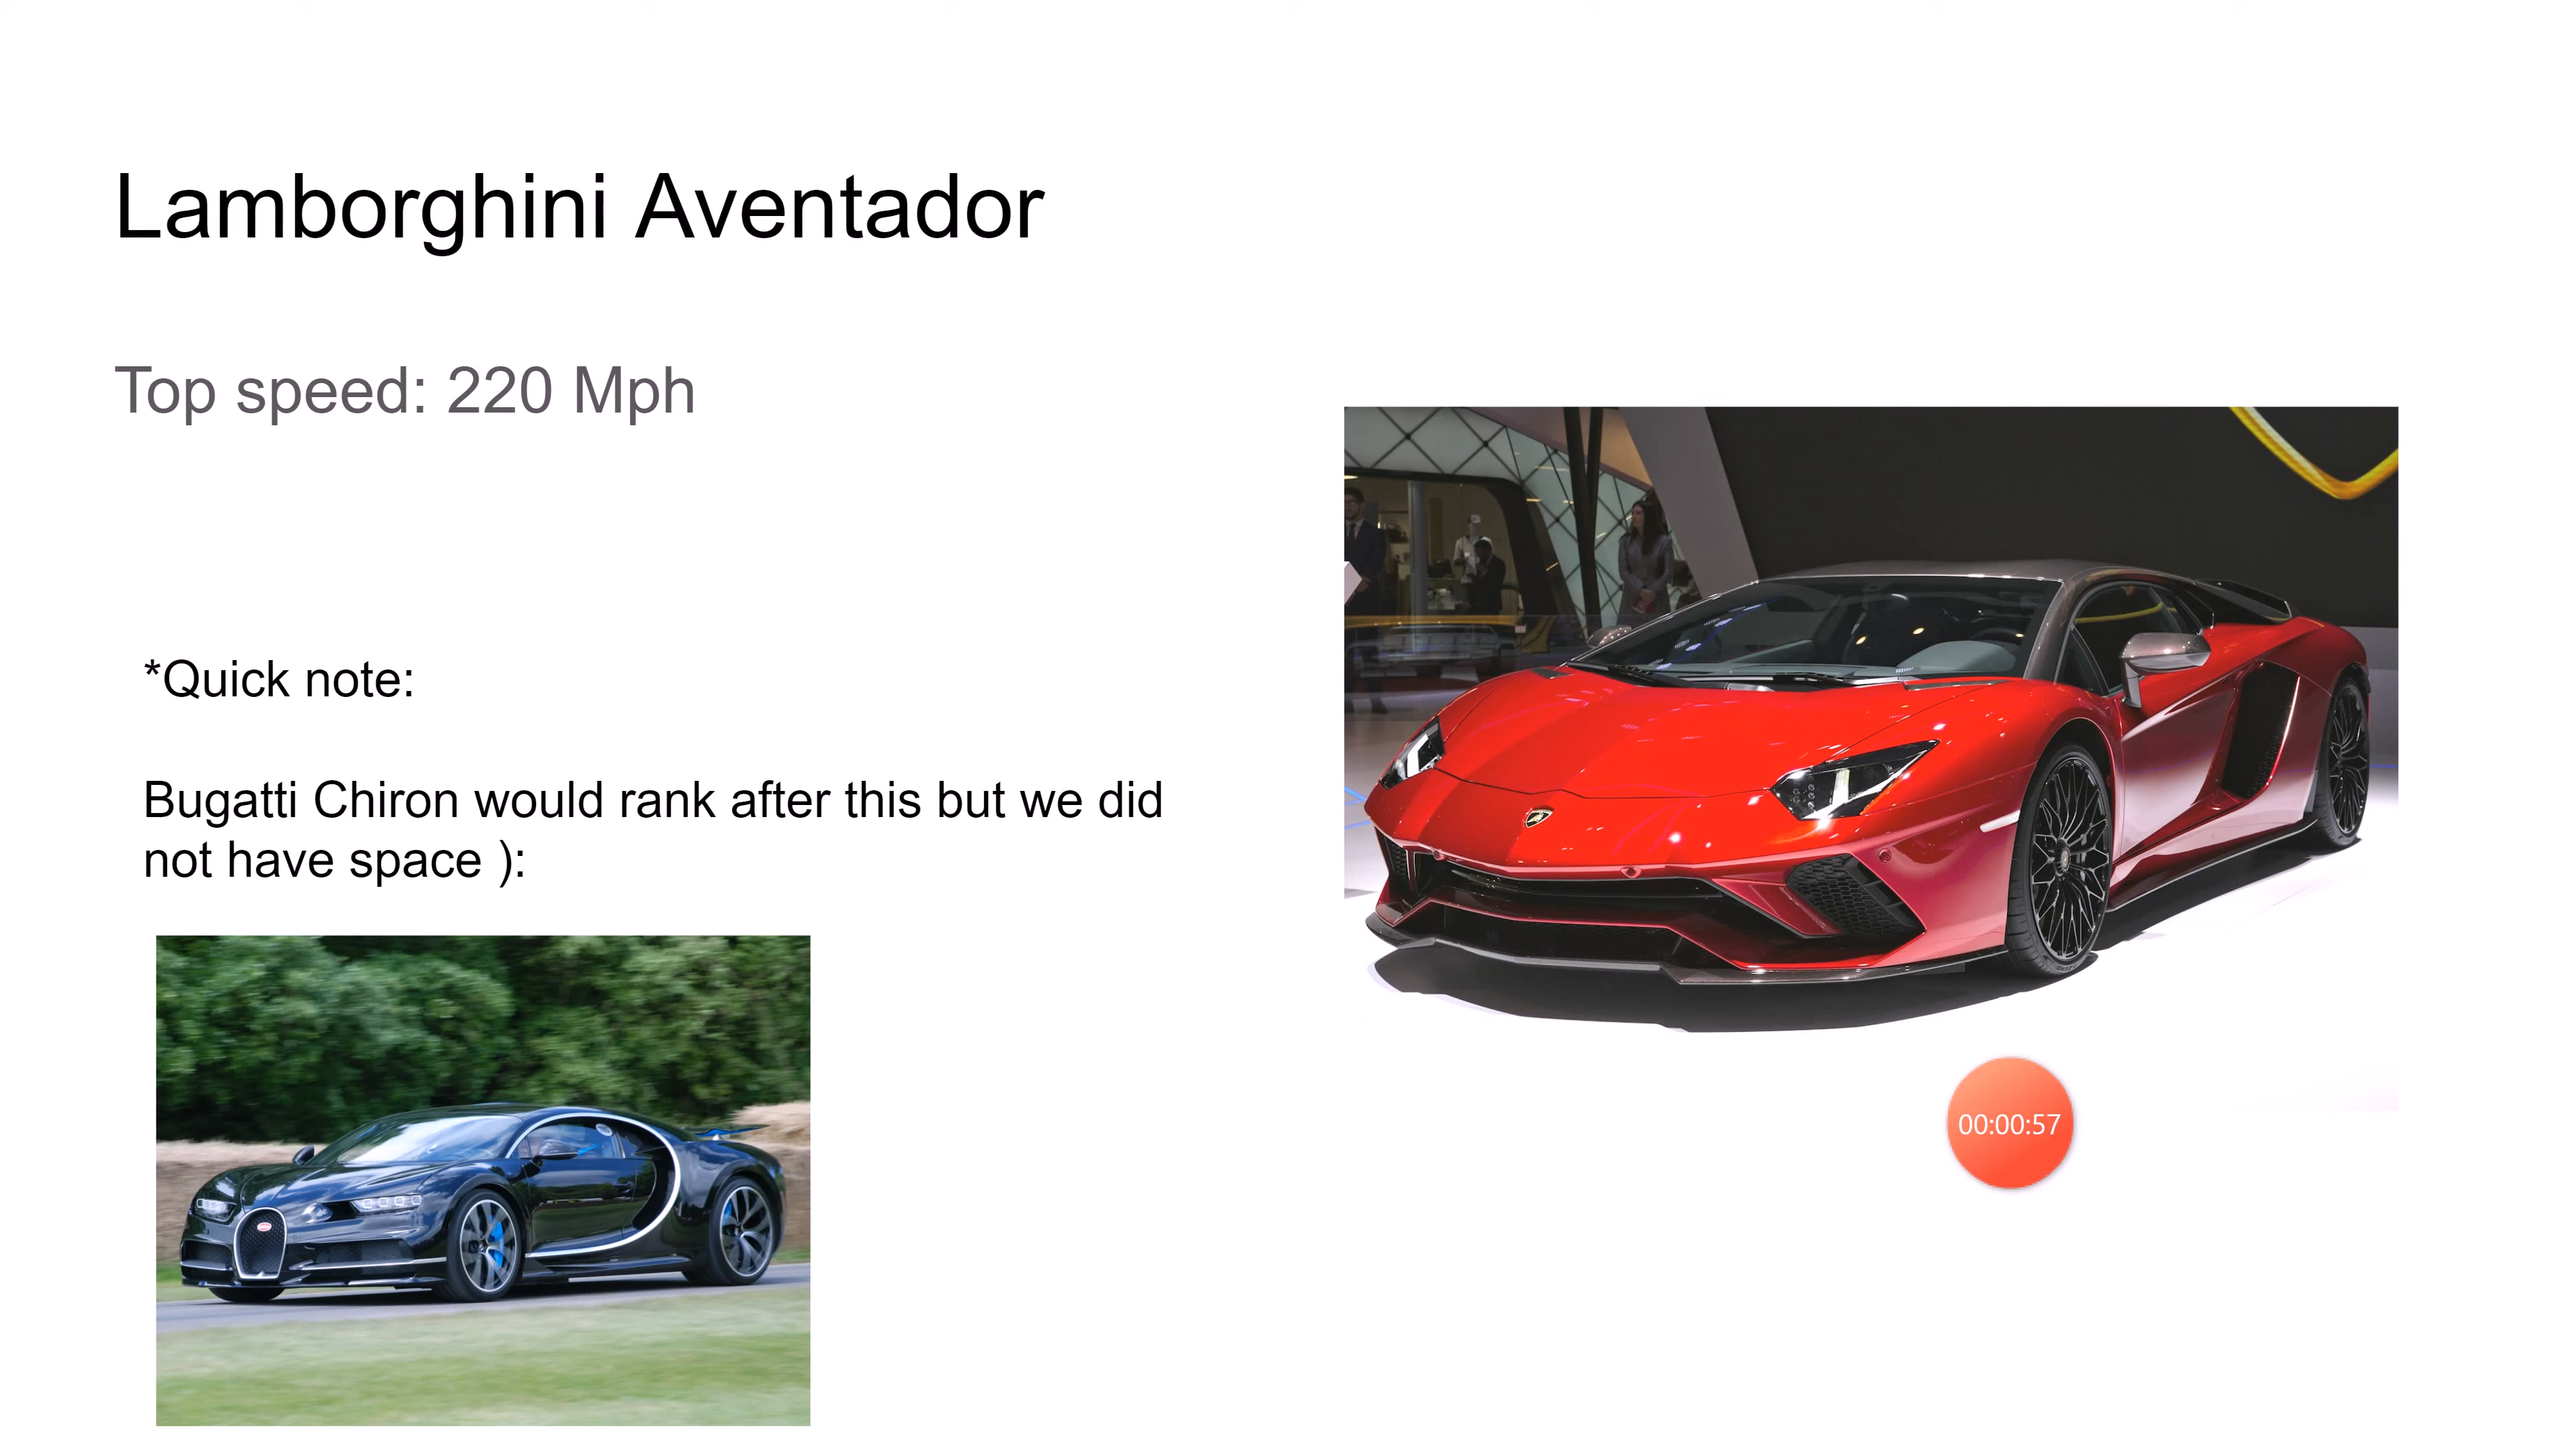 Lamborghini Aventador
Top speed: 220 Mph
*Quick note:
Bugatti Chiron would rank after this but we did
not have space ):
00:00:57